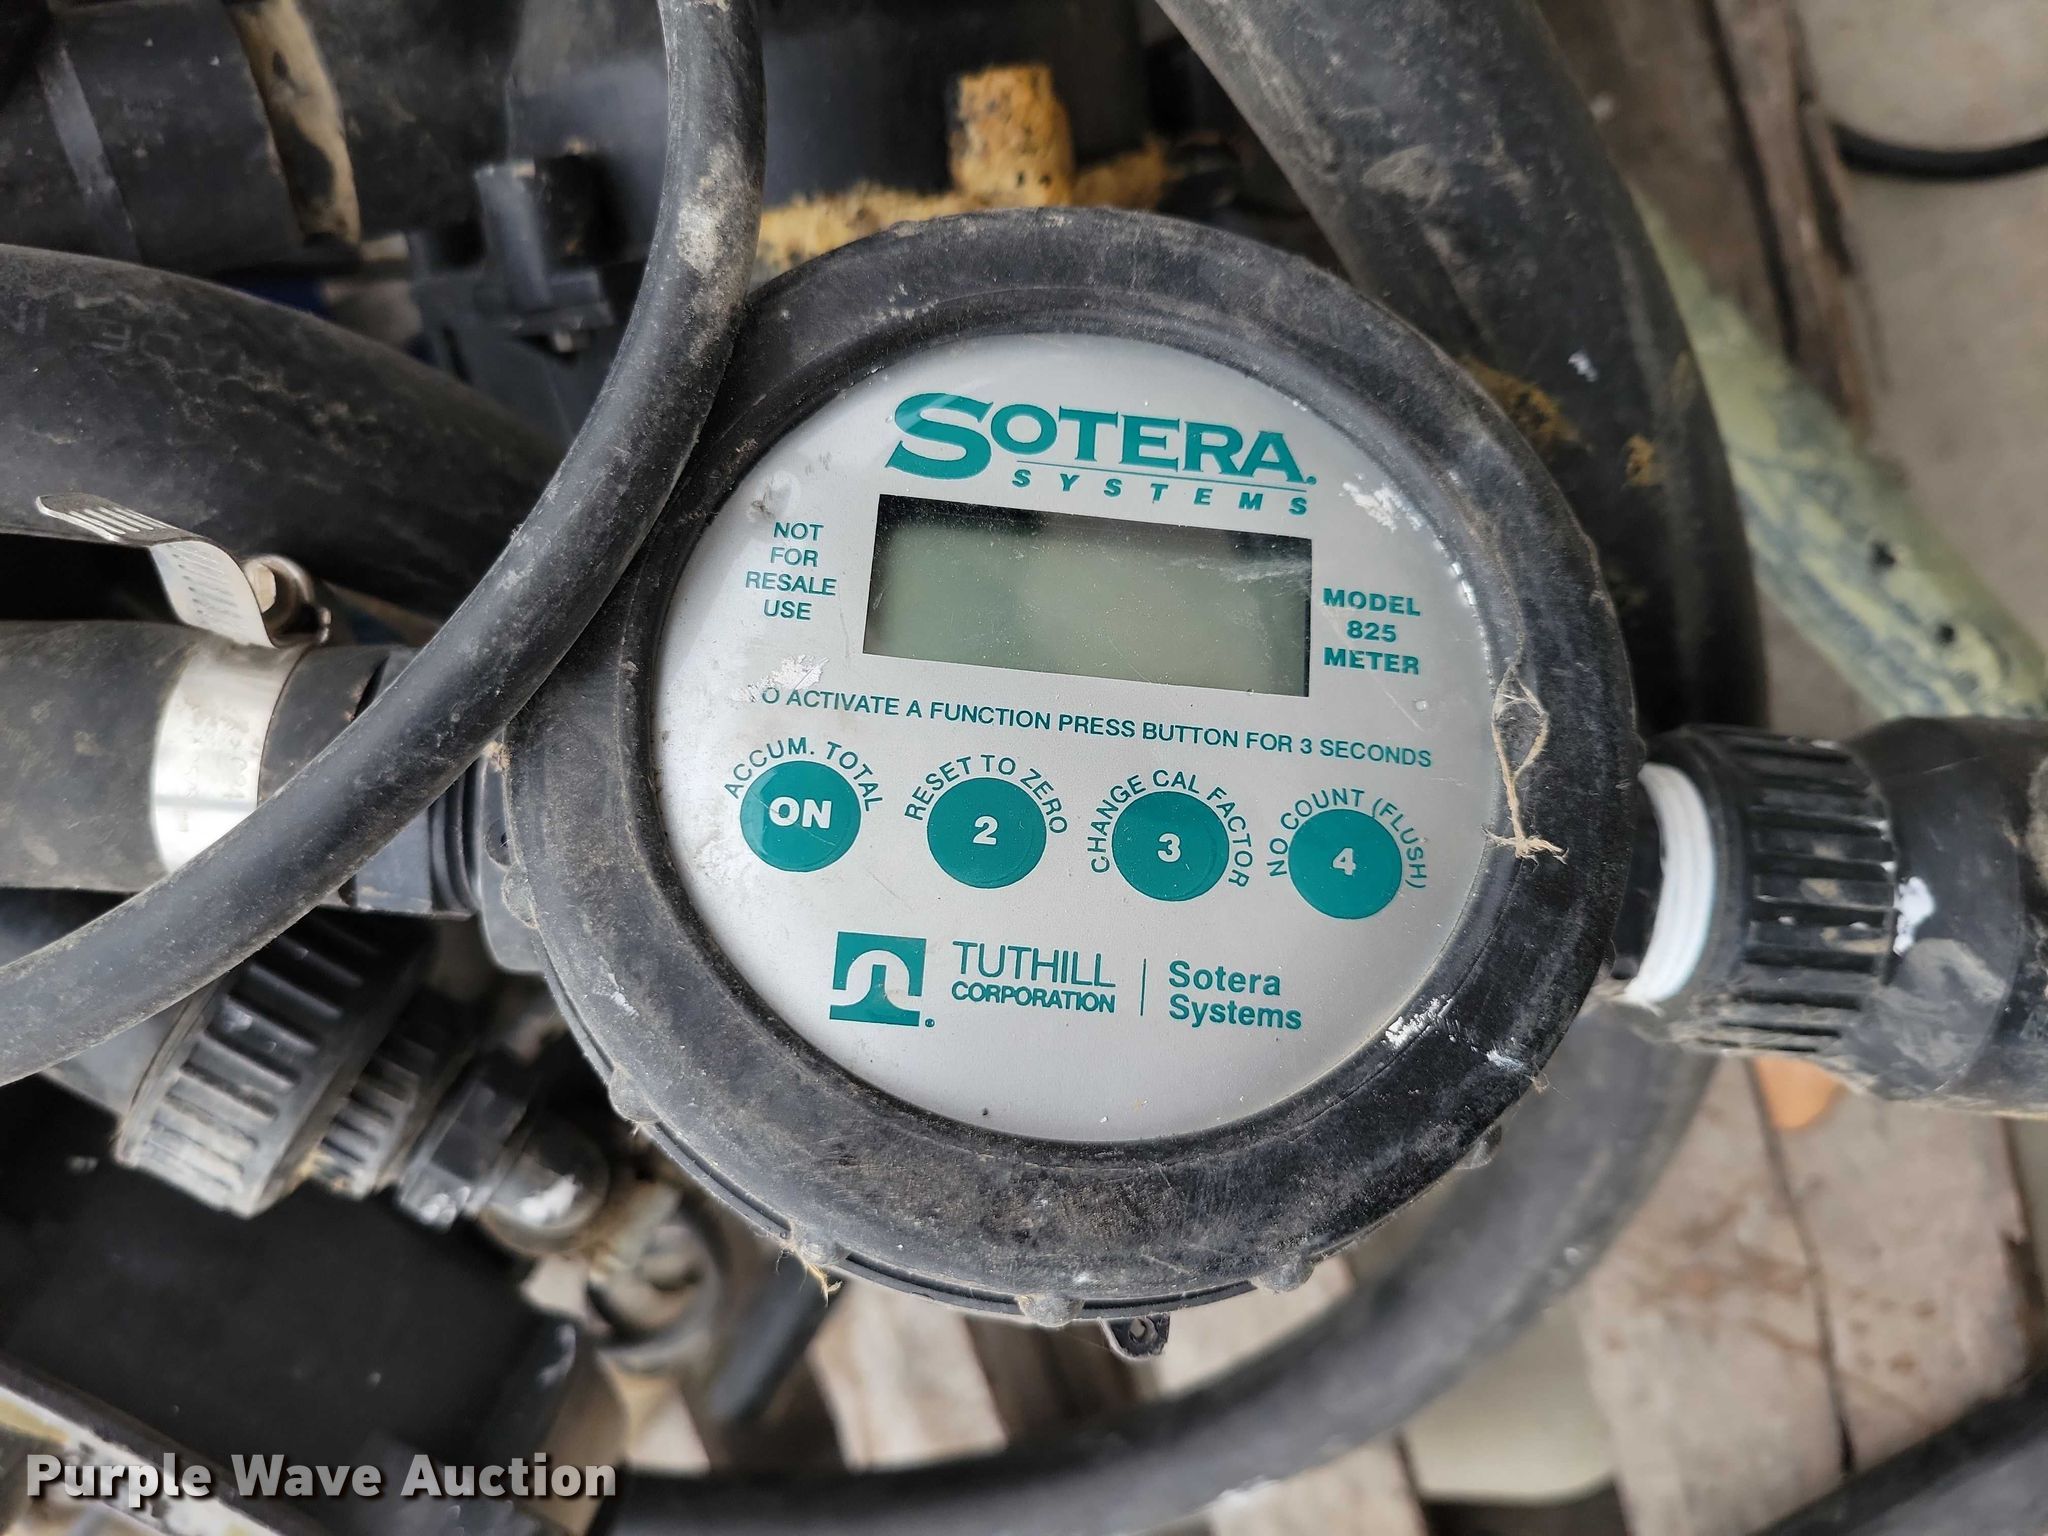 SOTERA.
SYSTEMS
NOT
FOR
RESALE
USE
MODEL
825
METER
O ACTIVATE A FUNCTION PRESS BUTTON FOR 3 SECONDS
ACCUM. TOTAL
ON
RESET TO ZERO
2
CHANGE CAL FACTOR
3
NO COUNT (FLUSH)
4
TUTHILL
CORPORATION
Sotera
Systems
Purple Wave Auction